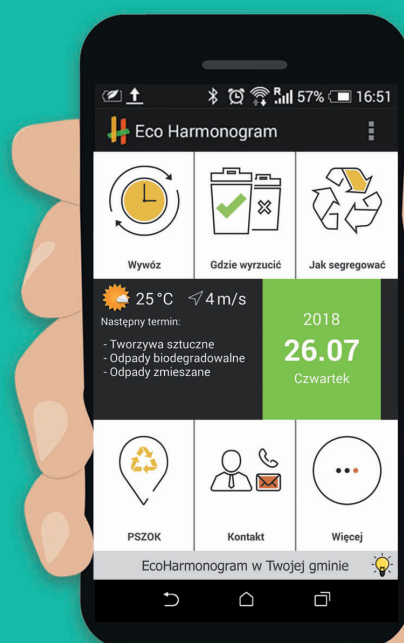 R 57% 16:51
Eco Harmonogram
Wywóz
Gdzie wyrzucić
Jak segregować
25 °C 4 m/s
Następny termin:
- Tworzywa sztuczne
- Odpady biodegradowalne
- Odpady zmieszane
2018
26.07
Czwartek
PSZOK
Kontakt
Więcej
EcoHarmonogram w Twojej gminie